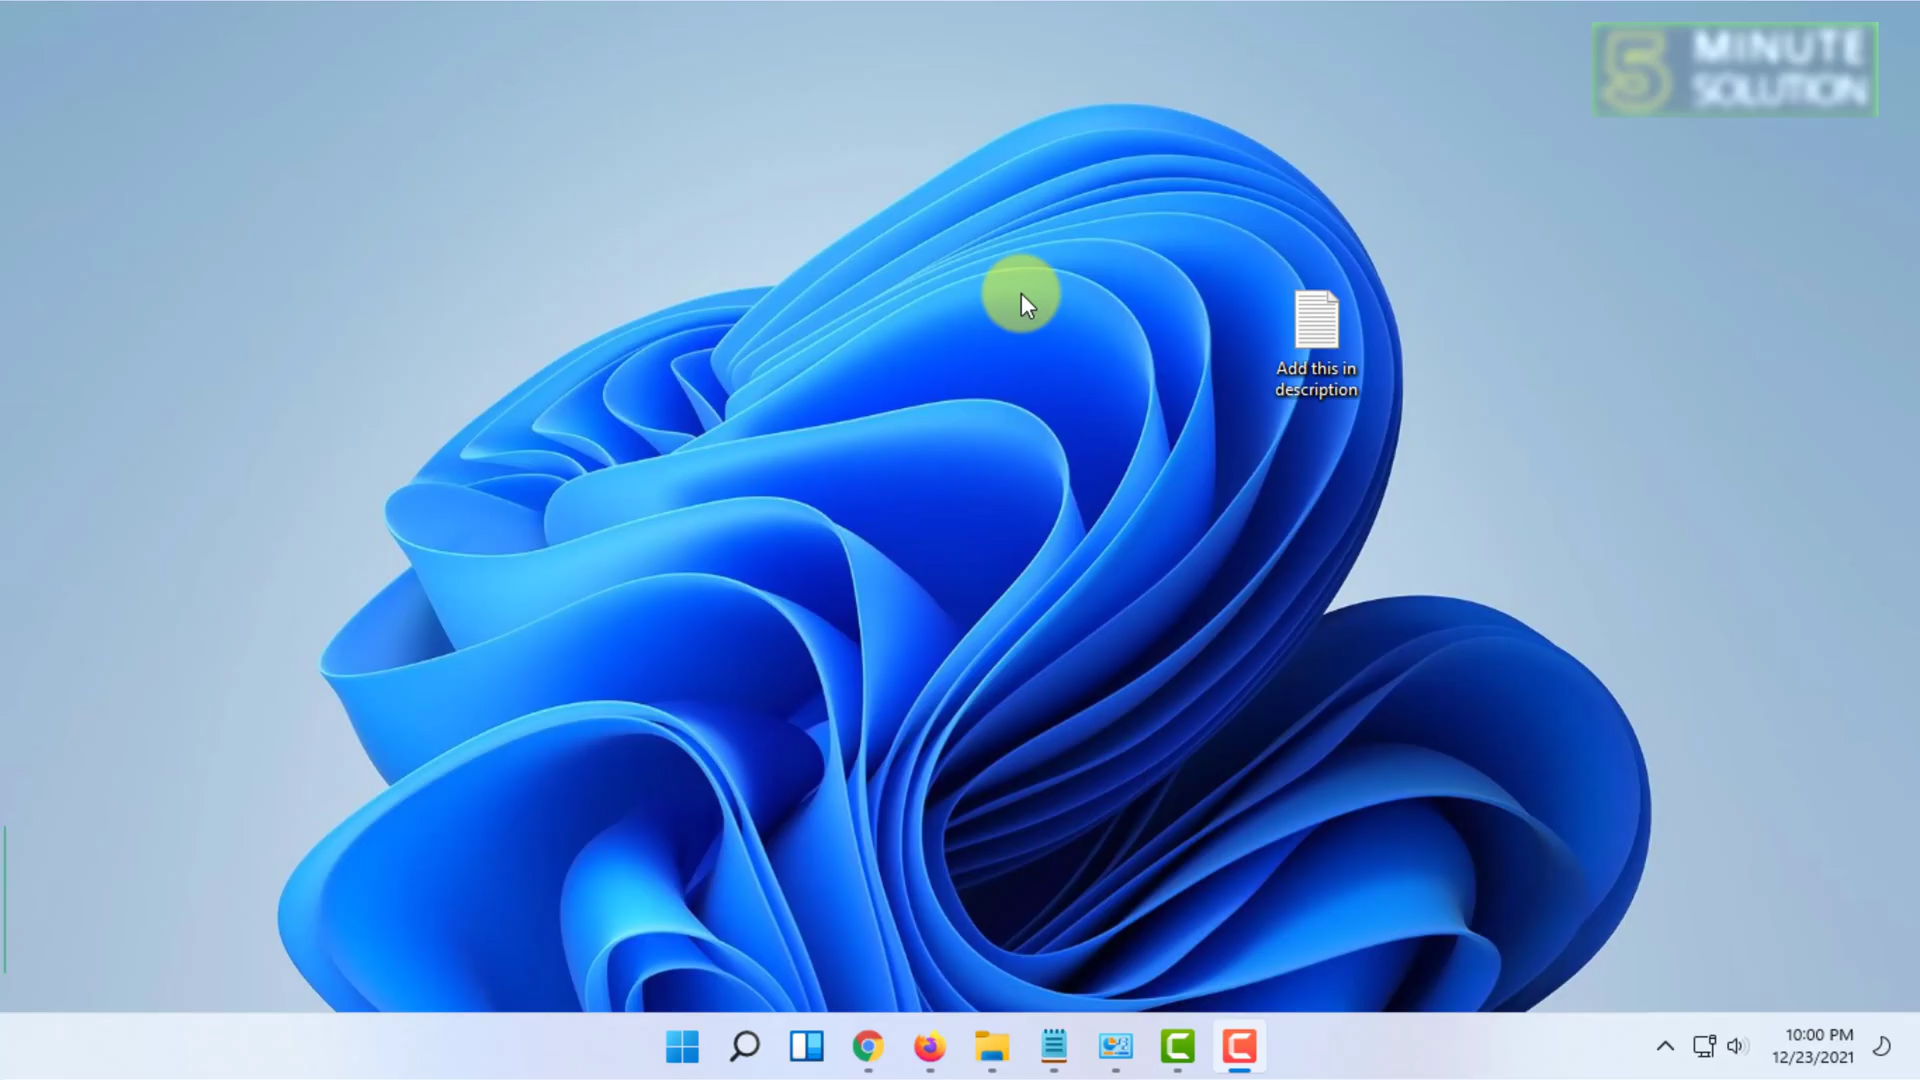 5 MINUTE
SOLUTION
Add this in
description
10:00 PM
12/23/2021